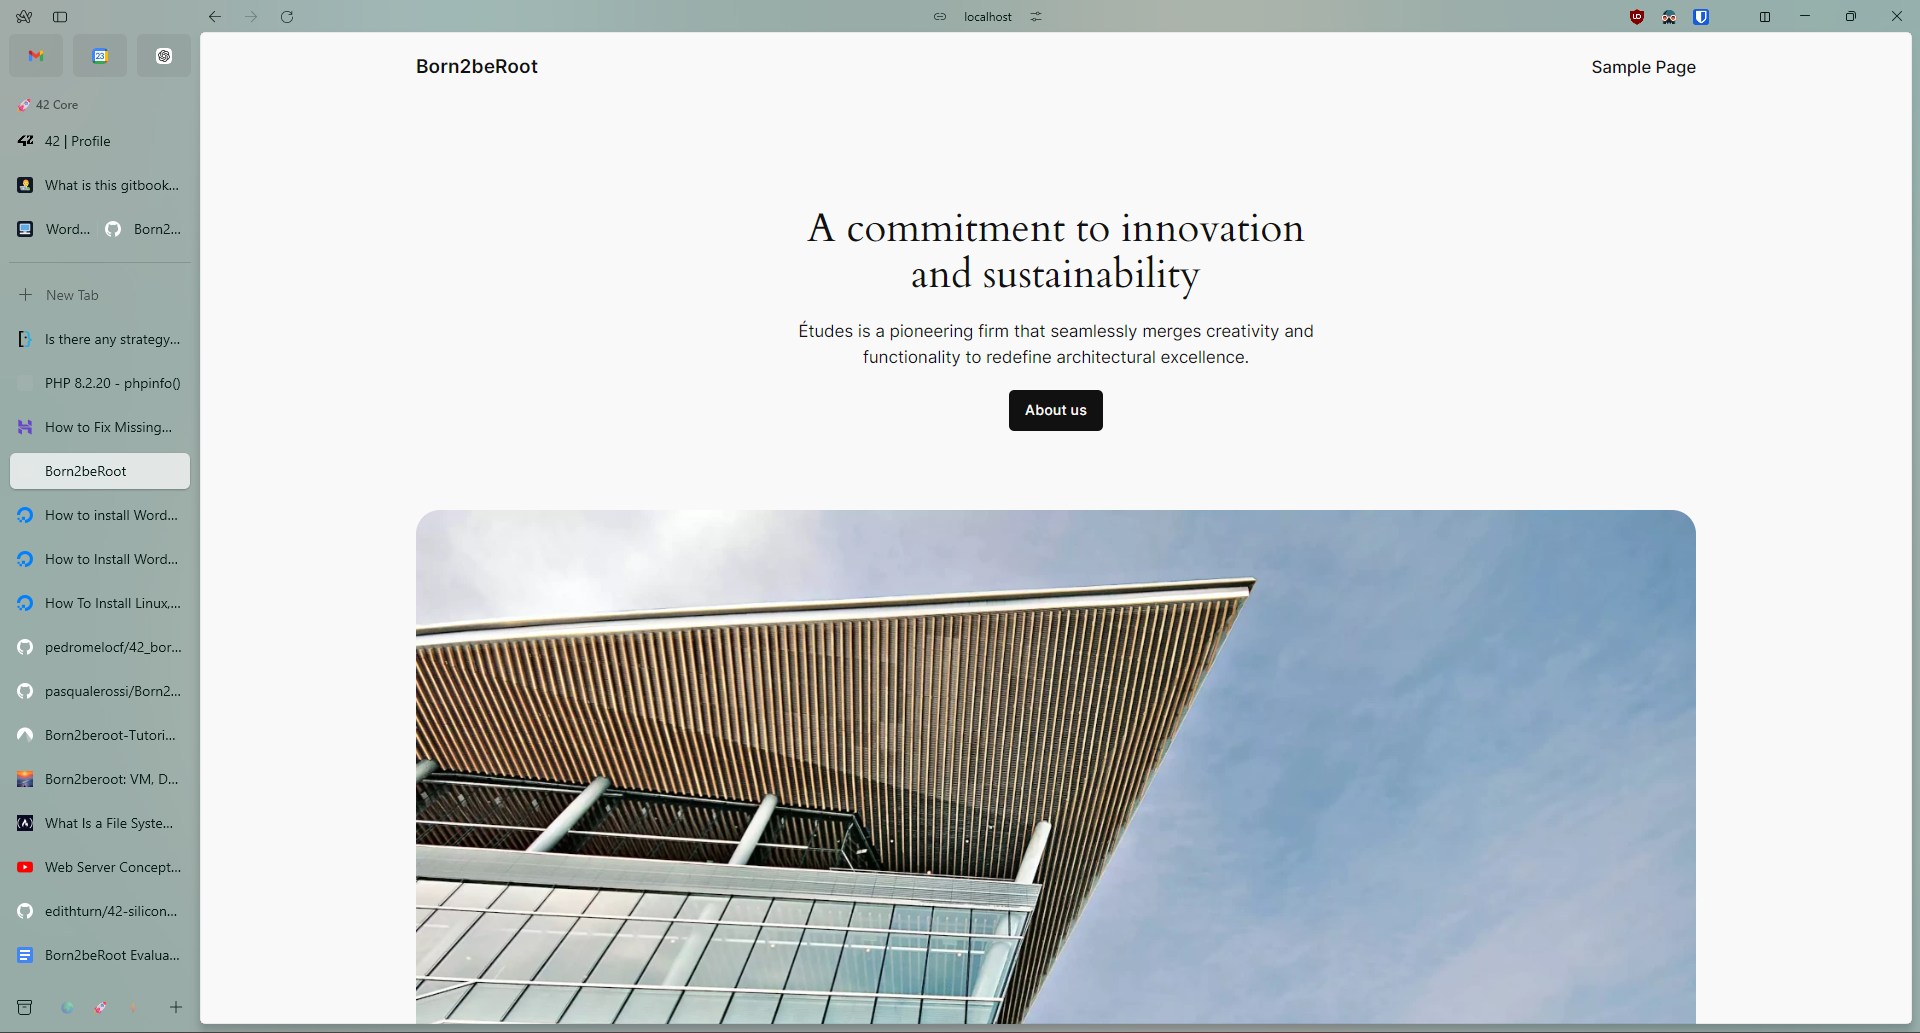 localhost
23
42 Core
42 | Profile
What is this gitbook...
Word...
Born2...
New Tab
Is there any strategy...
PHP 8.2.20 - phpinfo()
How to Fix Missing...
Born2beRoot
How to install Word...
How to Install Word...
How To Install Linux,...
pedromelocf/42_bor...
pasqualerossi/Born2...
Born2beroot-Tutori...
Born2beroot: VM, D...
What Is a File Syste...
Web Server Concept...
edithturn/42-silicon...
Born2beRoot Evalua...
Born2beRoot
Sample Page
A commitment to innovation
and sustainability
Études is a pioneering firm that seamlessly merges creativity and
functionality to redefine architectural excellence.
About us